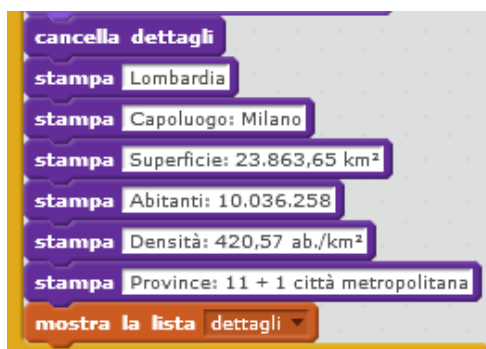 cancella dettagli
stampa Lombardia
stampa Capoluogo: Milano
stampa Superficie: 23.863,65 km²
stampa Abitanti: 10.036.258
stampa Densità: 420,57 ab./km²
stampa Province: 11 + 1 città metropolitana
mostra la lista dettagli